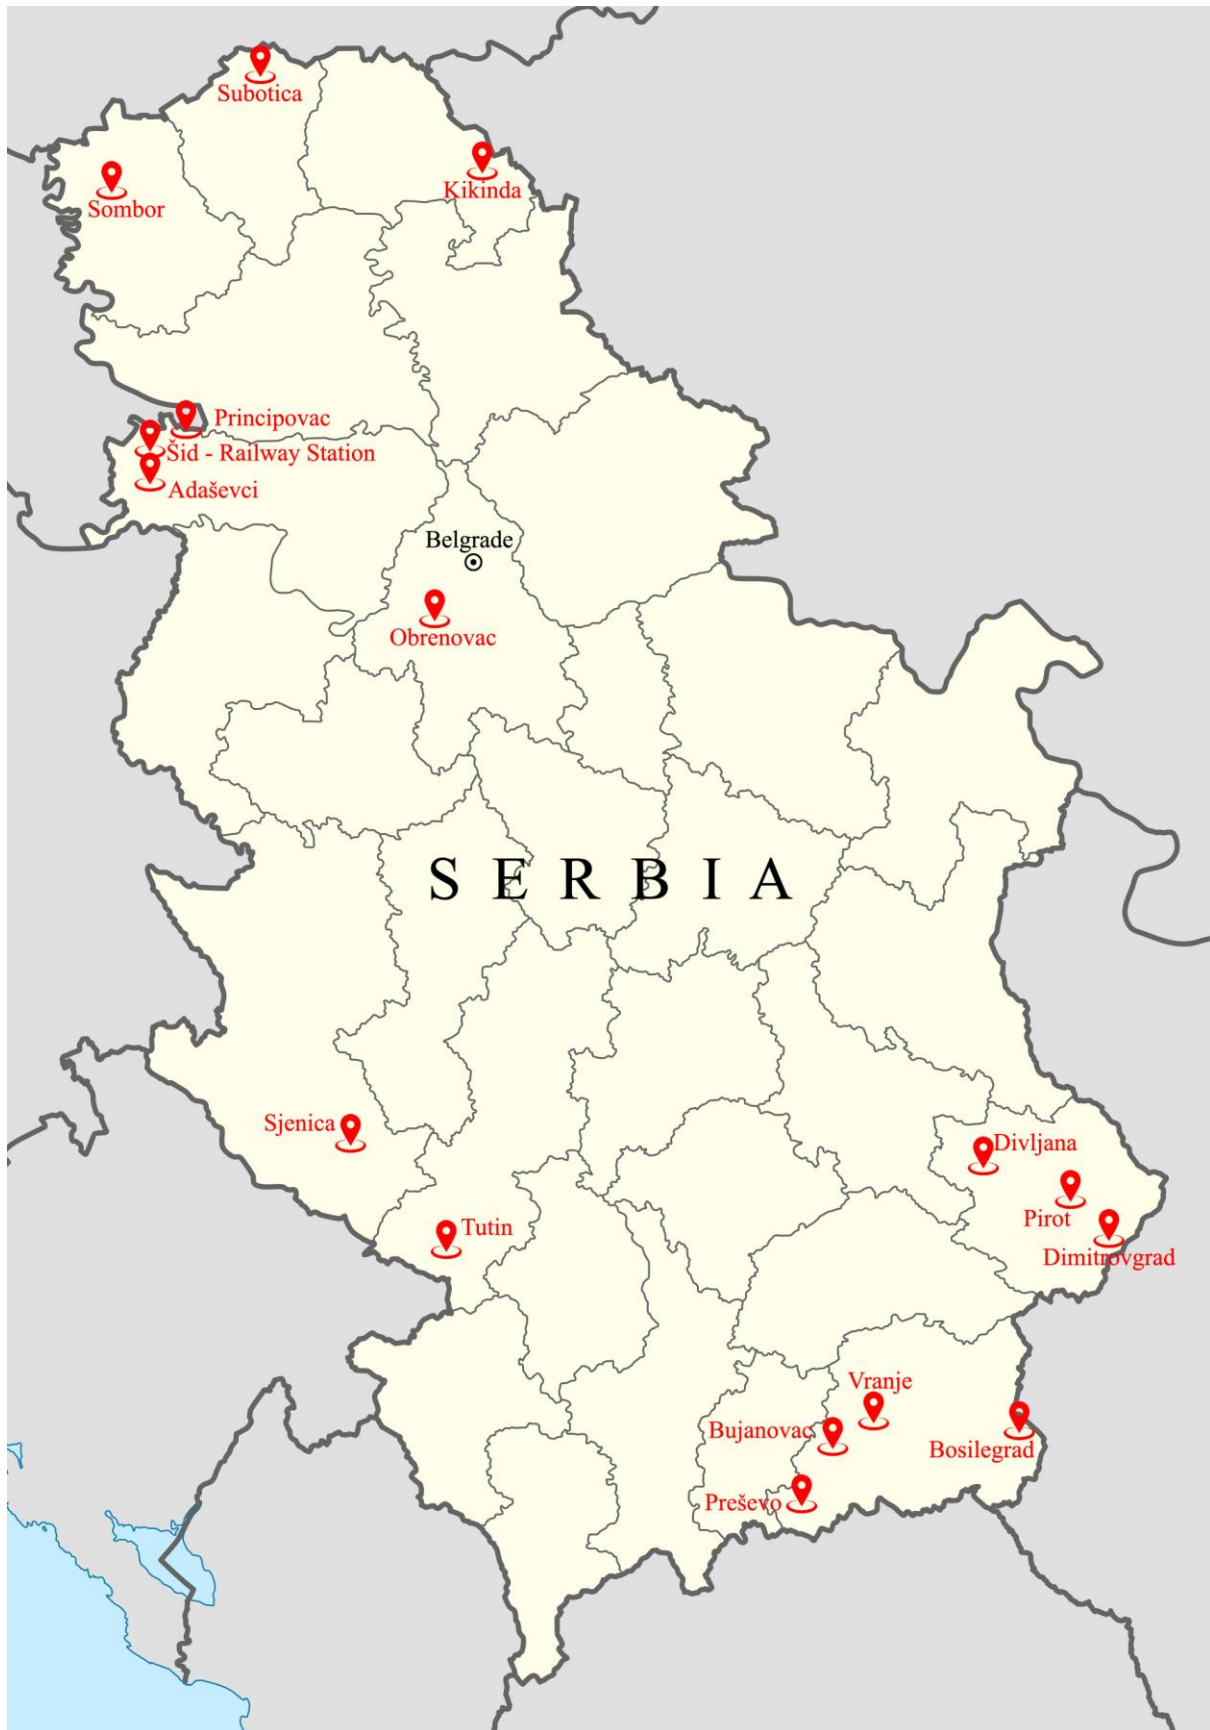 Subotica
Kikinda
Sombor
Principovac
Šid - Railway Station
Adaševci
Belgrade
Obrenovac
SERBIA
Sjenica
Divljana
Pirot
Tutin
Dimitrovgrad
Vranje
Bujanovac
Bosilegrad
Preševo